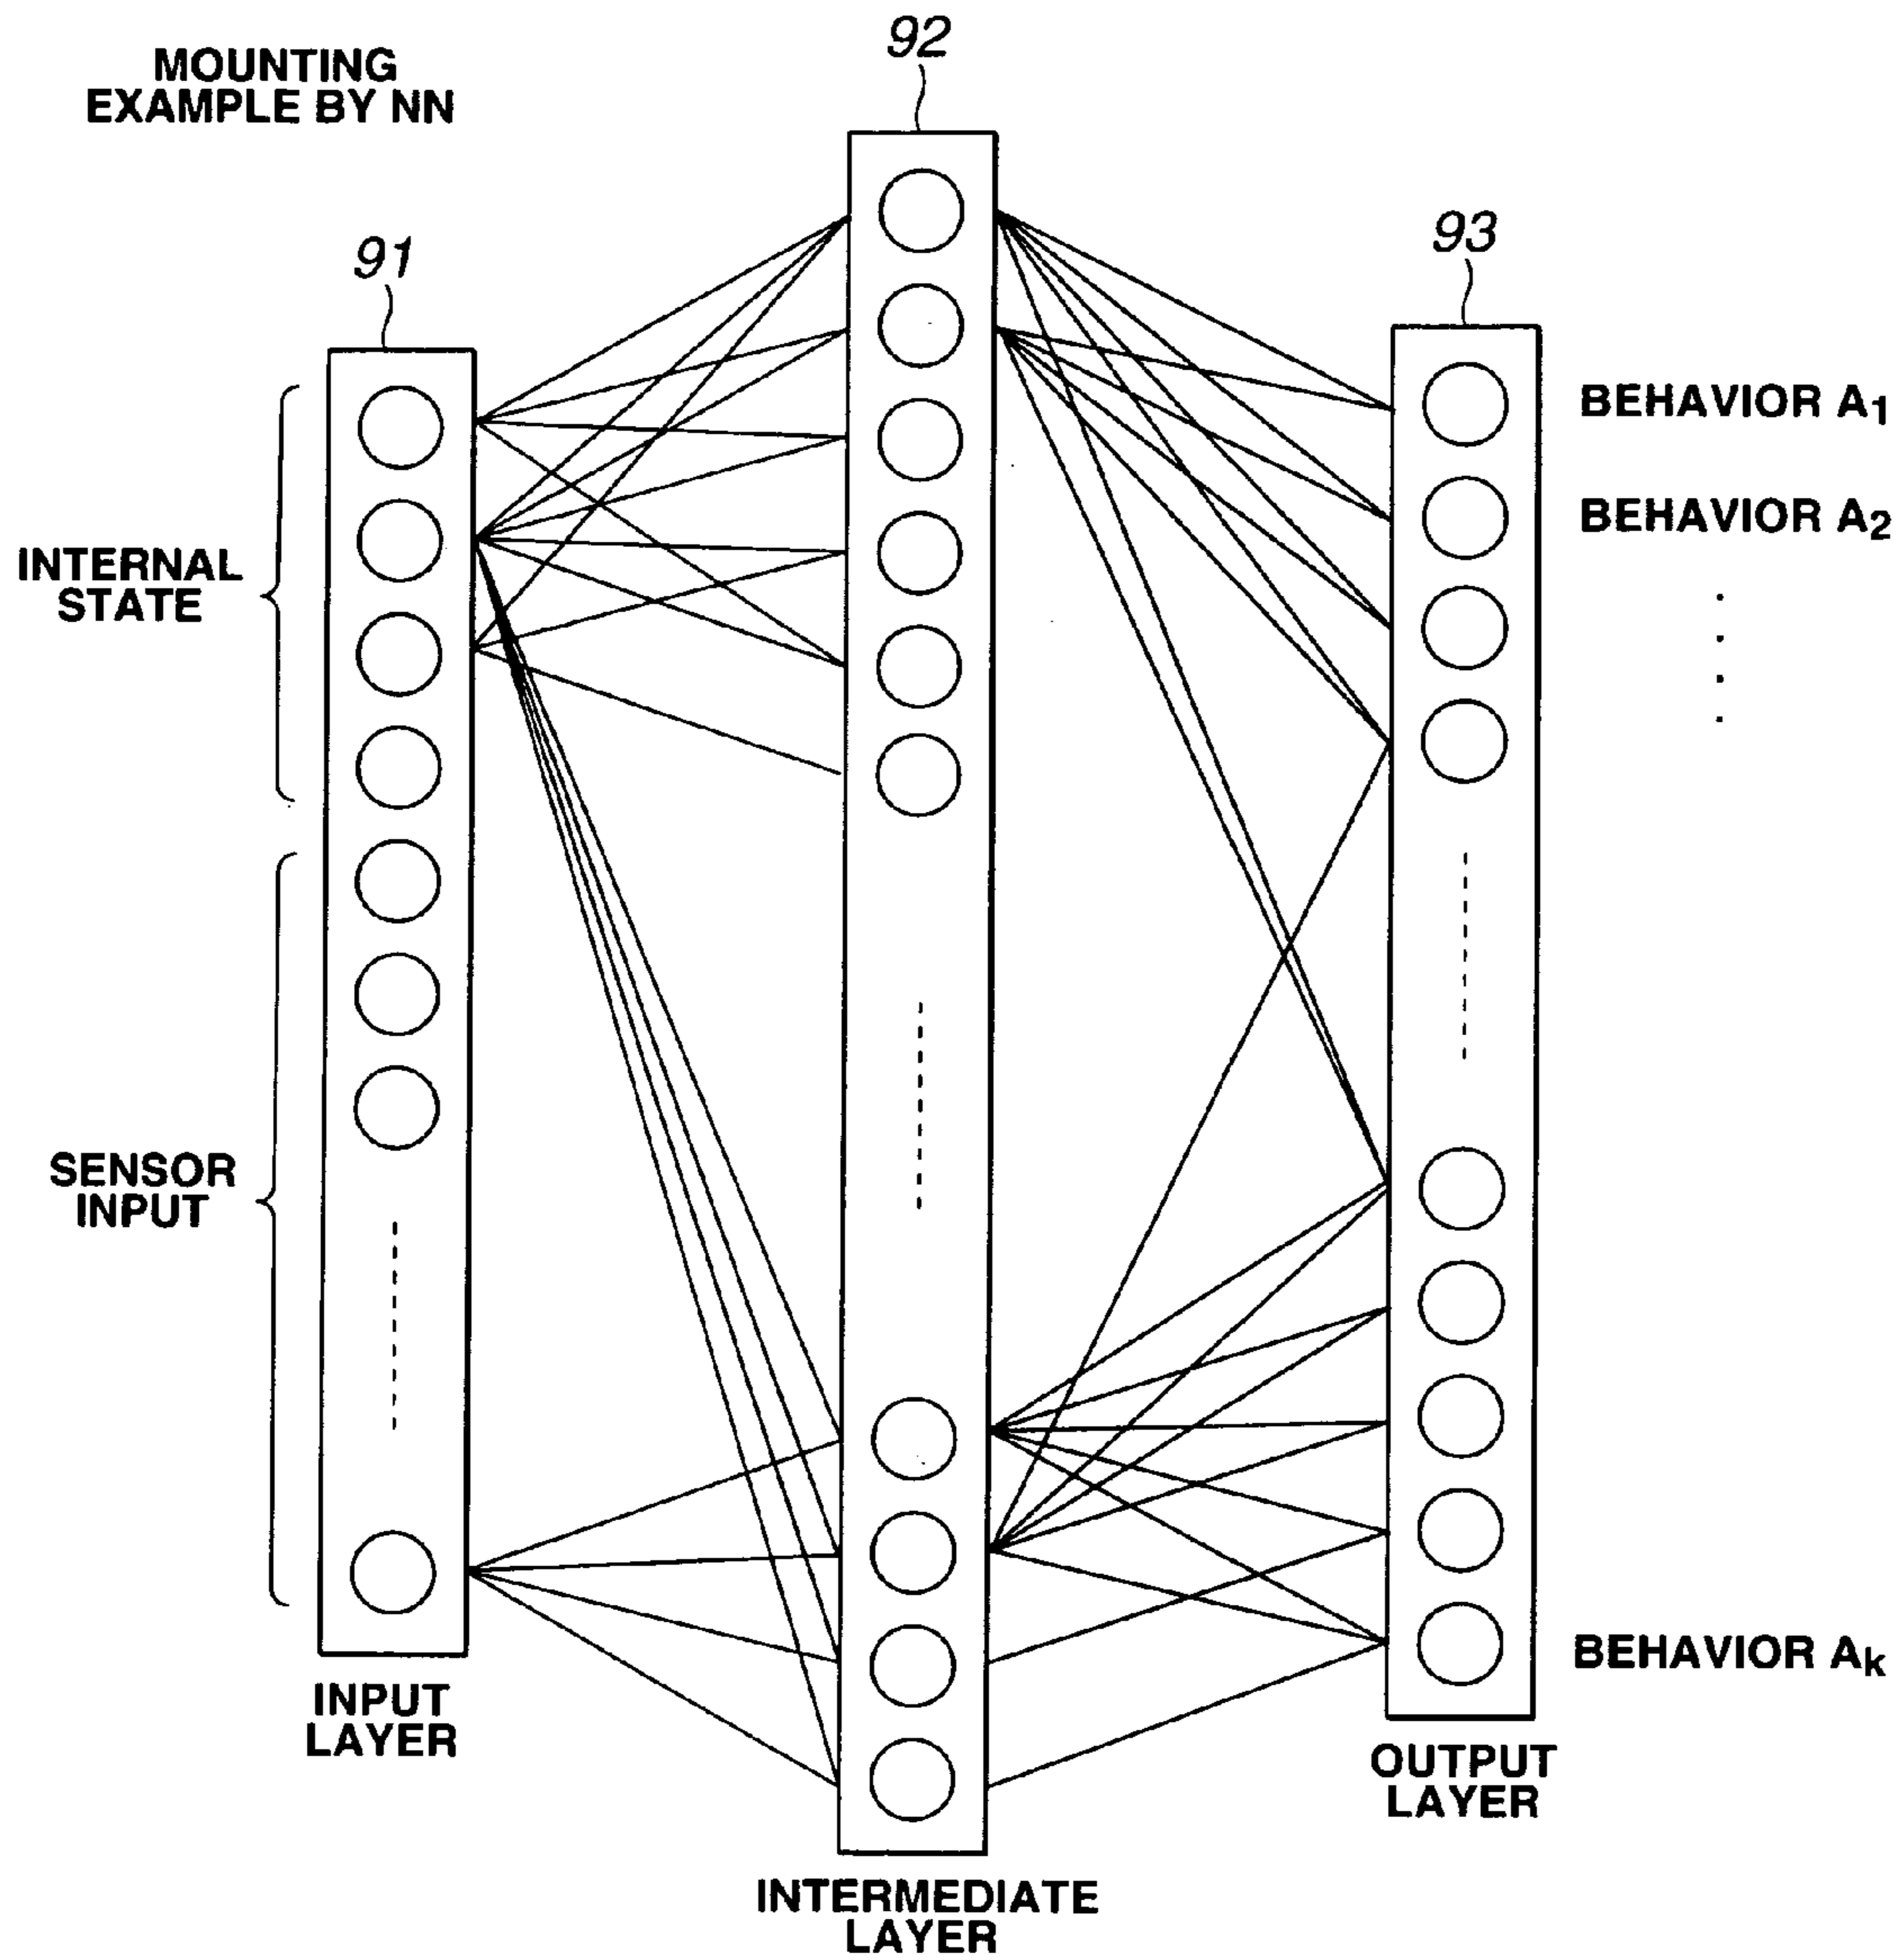 MOUNTING
EXAMPLE BY NN
92
91
93
INTERNAL
STATE
SENSOR
INPUT
BEHAVIOR A1
BEHAVIOR A2
BEHAVIOR Ak
INPUT
LAYER
OUTPUT
LAYER
INTERMEDIATE
LAYER